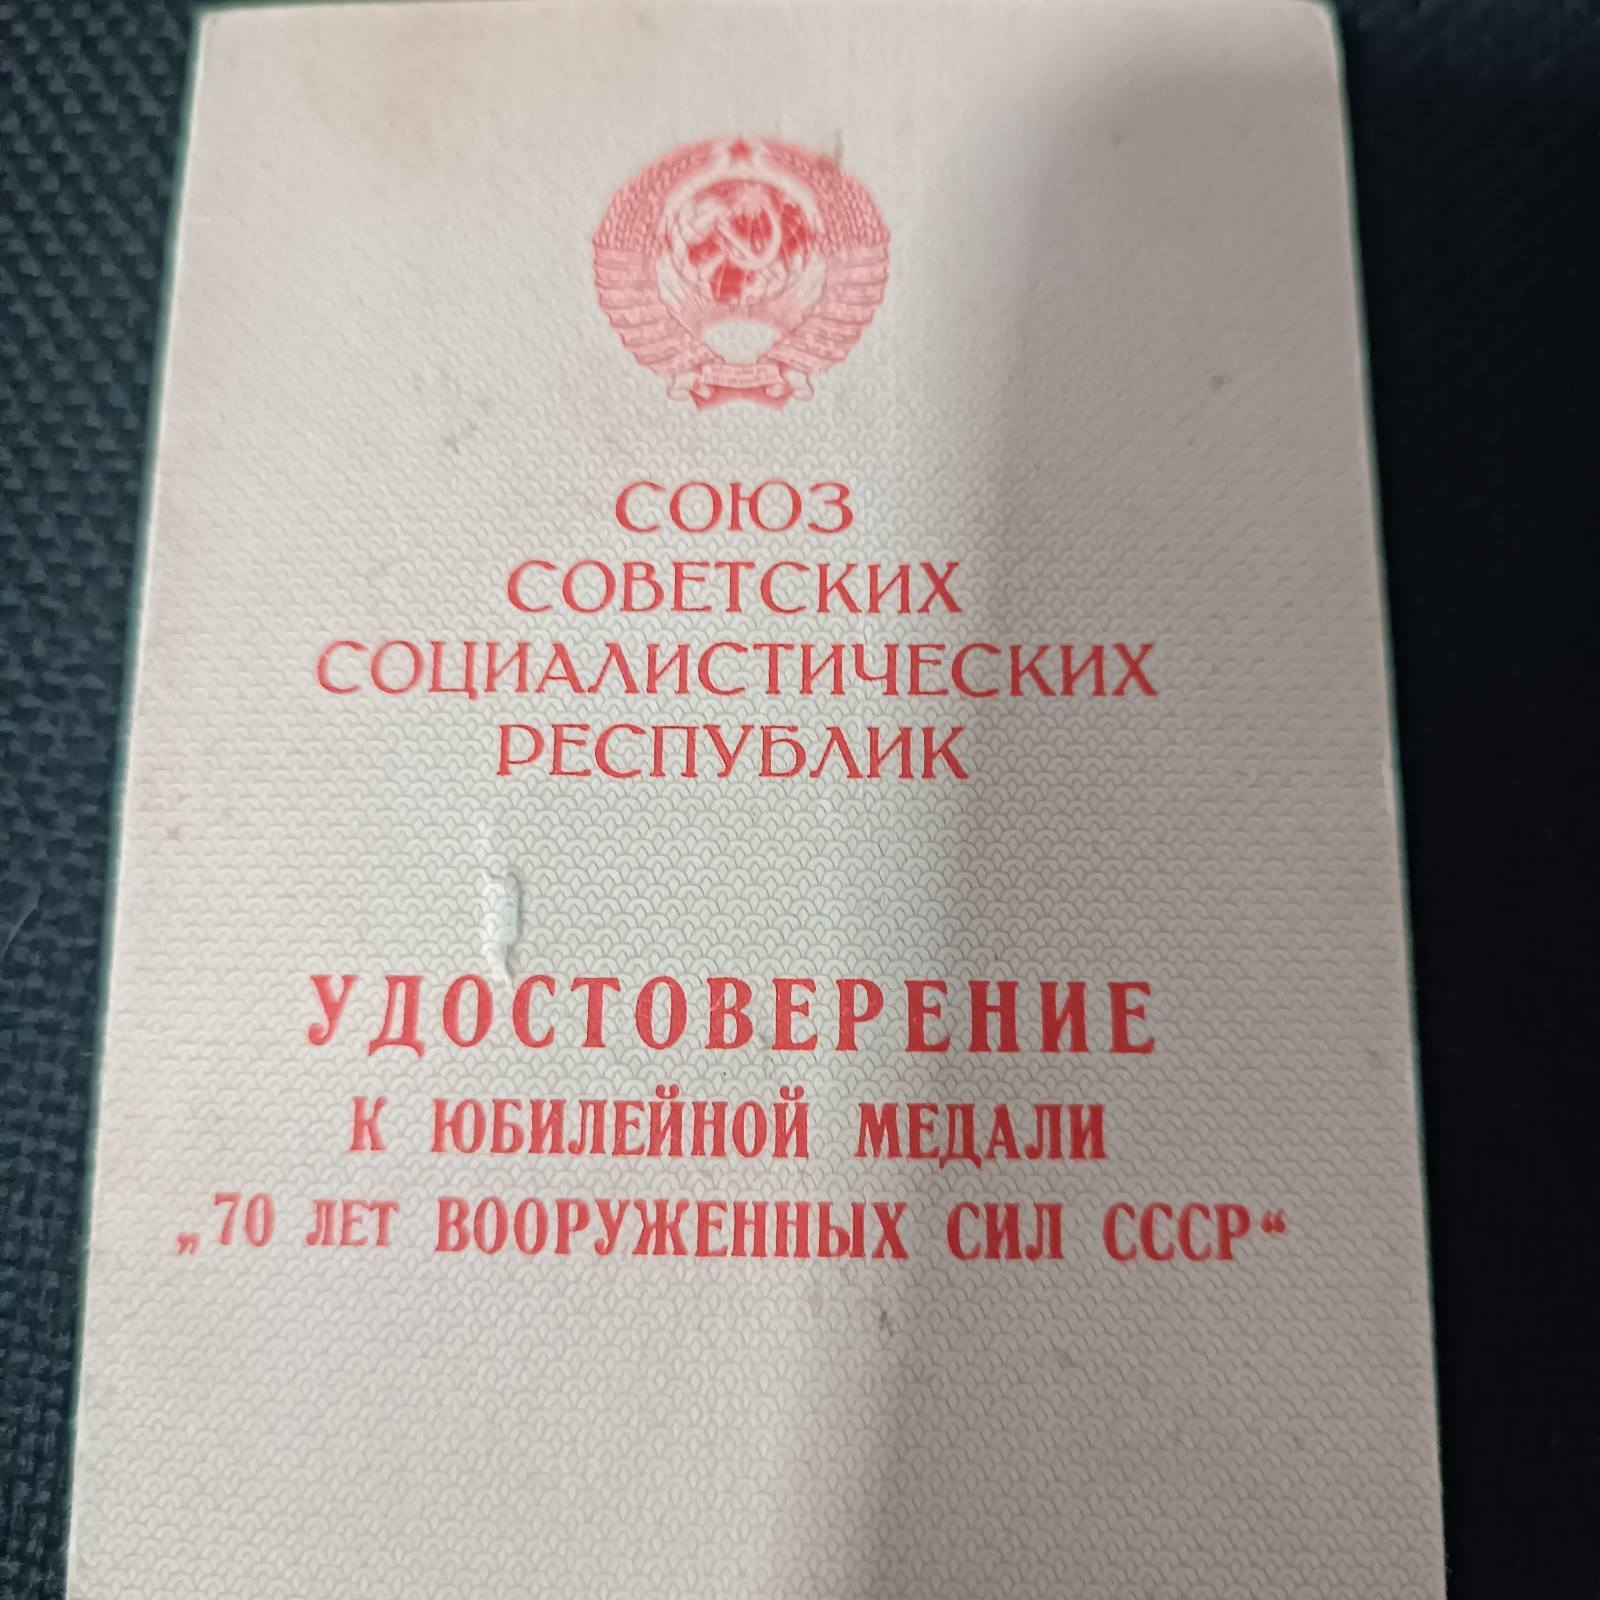 СОЮЗ
СОВЕТСКИХ
СОЦИАЛИСТИЧЕСКИХ
РЕСПУБЛИК
УДОСТОВЕРЕНИЕ
К ЮБИЛЕЙНОЙ МЕДАЛИ
„70 ЛЕТ ВООРУЖЕННЫХ СИЛ СССР“